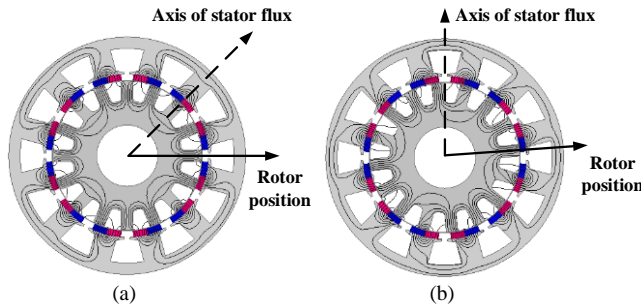 Axis of stator flux
Rotor
position
(a)
Axis of stator flux
Rotor
position
(b)